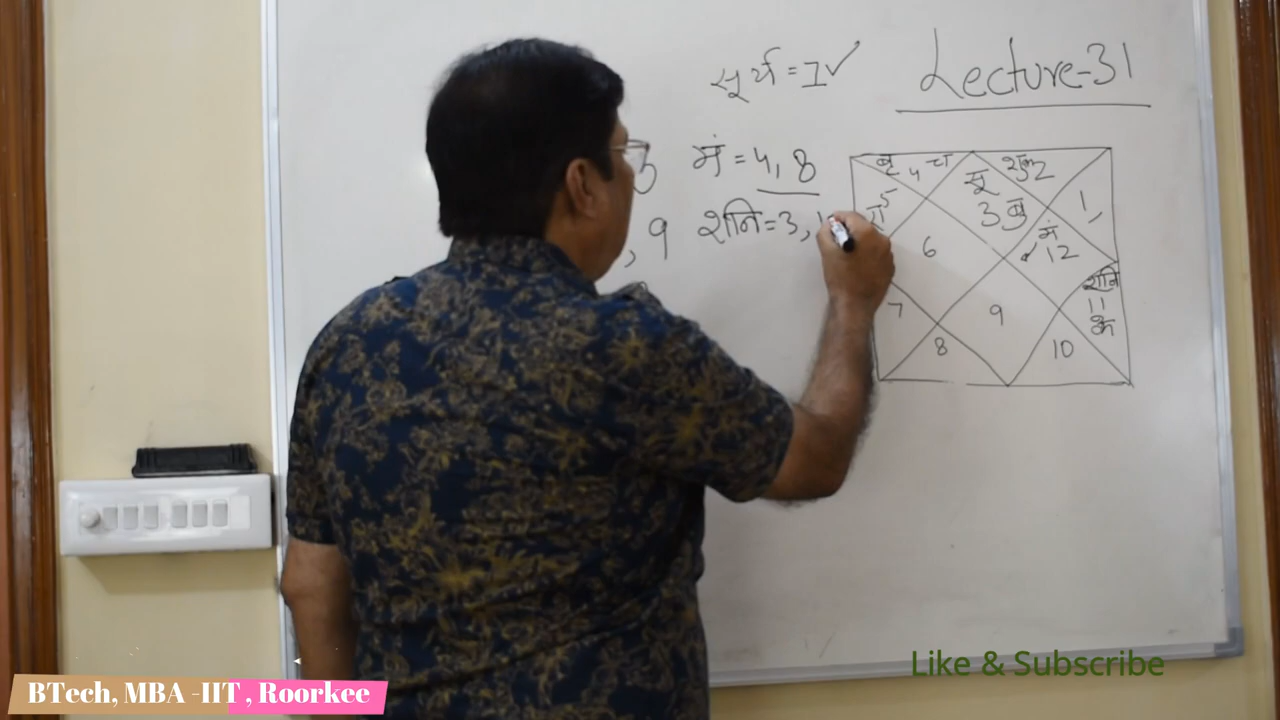 सूर्य = 1✓
Lecture-31
मं = 4, 8
, 9 शनि = 3, 1
बृ 4 च
सू
3 बु
शुक्र 2
1,
5
रा
6
मं
✓ 12
शनि
11
के
7
9
8
10
Like & Subscribe
BTech, MBA -IIT , Roorkee